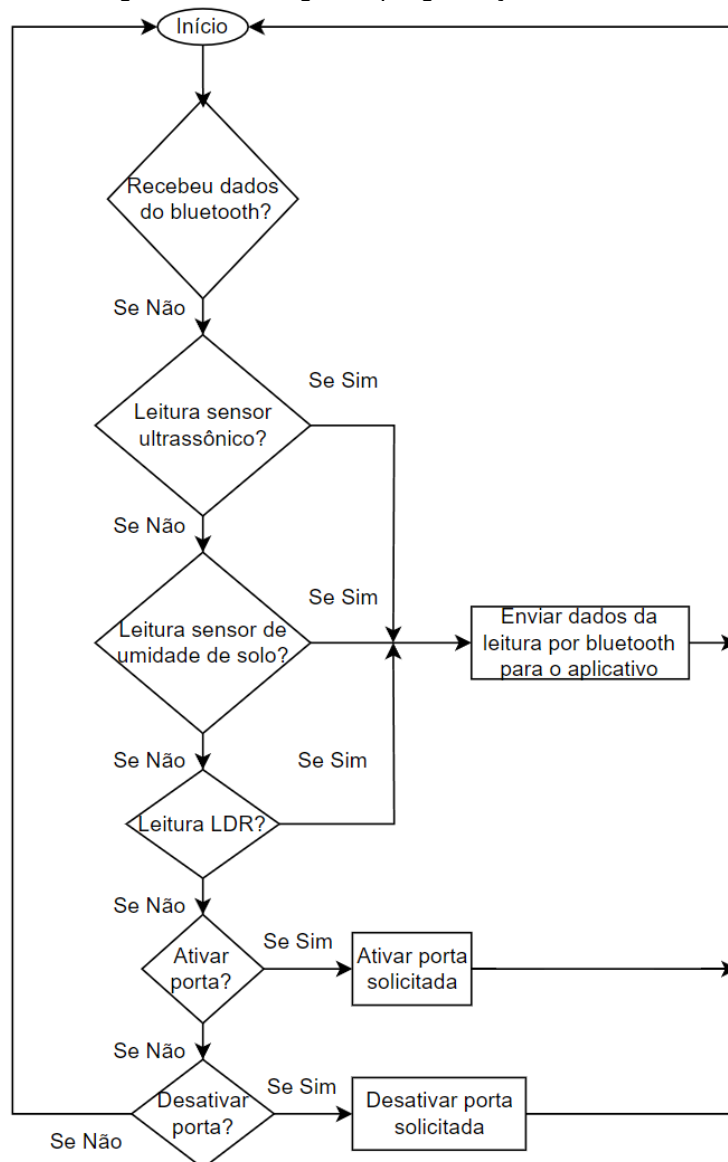 Início
Recebeu dados
do bluetooth?
Se Não
Se Sim
Leitura sensor
ultrassônico?
Se Não
Se Sim
Leitura sensor de
umidade de solo?
Enviar dados da
leitura por bluetooth
para o aplicativo
Se Não
Se Sim
Leitura LDR?
Se Não
Se Sim
Ativar
porta?
Ativar porta
solicitada
Se Não
Se Sim
Desativar
porta?
Desativar porta
solicitada
Se Não